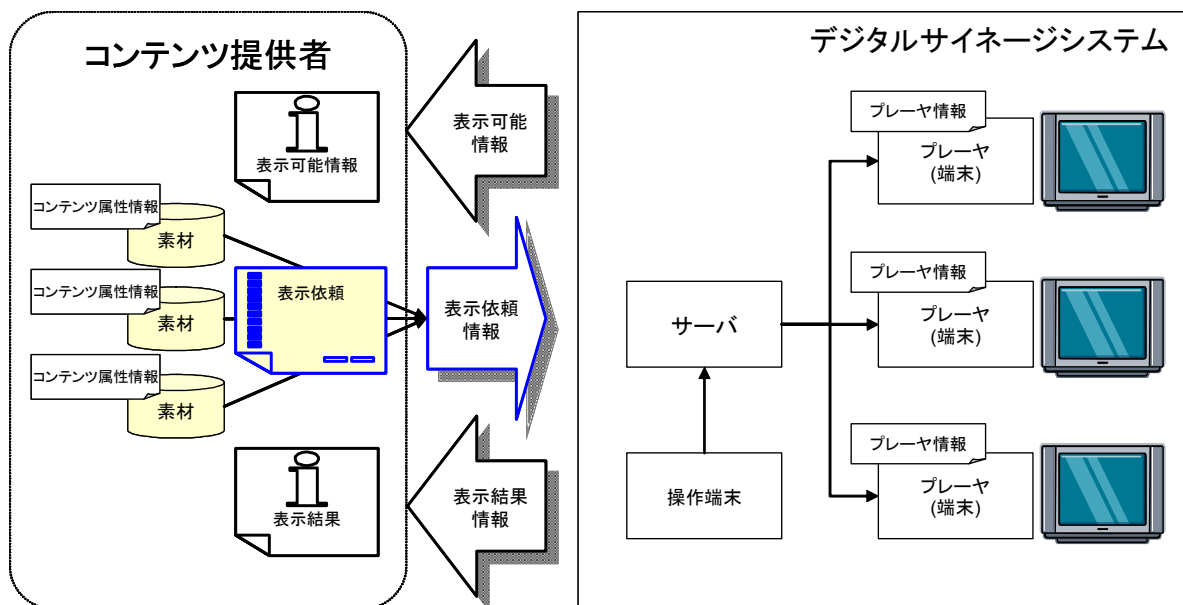 コンテンツ提供者
表示可能情報
コンテンツ属性情報
素材
コンテンツ属性情報
素材
コンテンツ属性情報
素材
表示依頼
表示結果
表示可能
情報
表示依頼
情報
表示結果
情報
デジタルサイネージシステム
サーバ
操作端末
プレーヤ情報
プレーヤ
(端末)
プレーヤ情報
プレーヤ
(端末)
プレーヤ情報
プレーヤ
(端末)